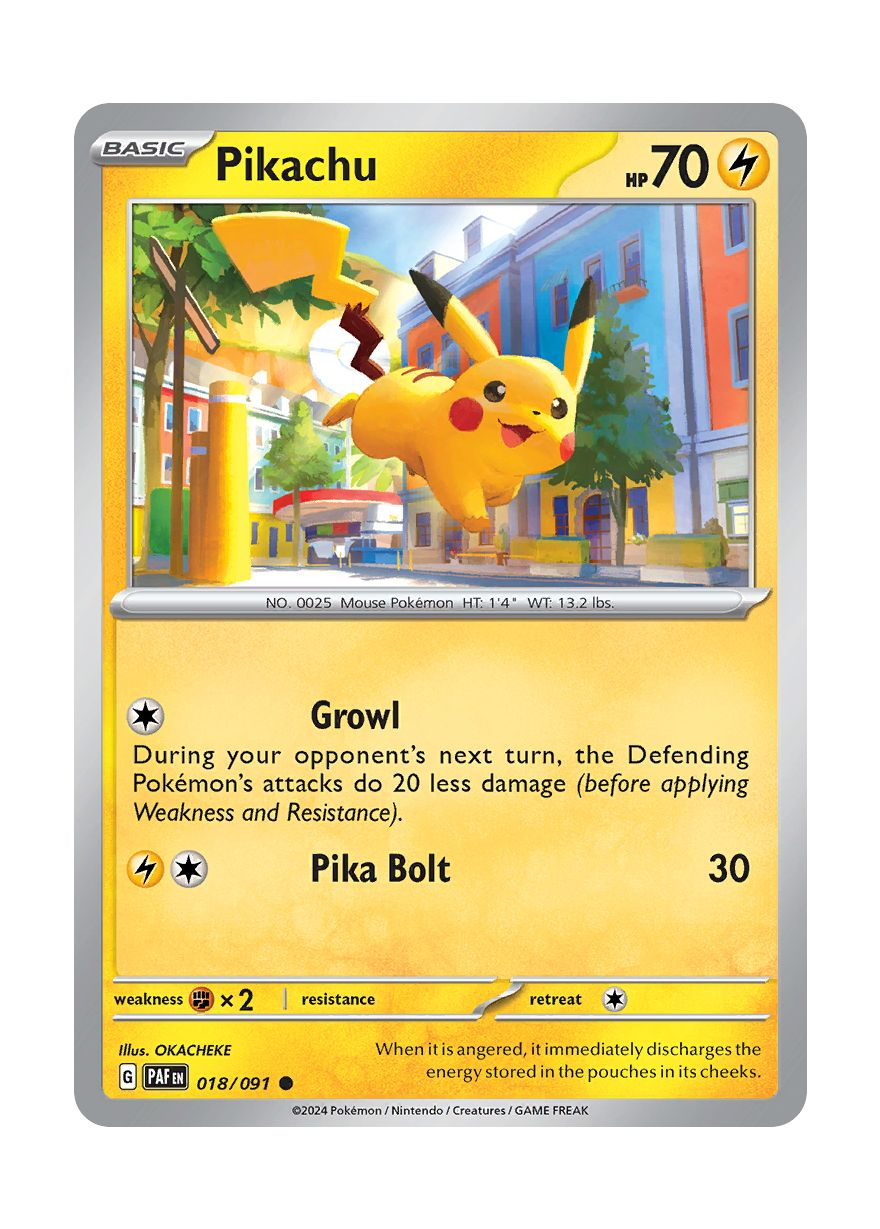 BASIC
Pikachu
HP 70
NO. 0025 Mouse Pokémon HT: 1'4" WT: 13.2 lbs.
Growl
During your opponent's next turn, the Defending
Pokémon's attacks do 20 less damage (before applying
Weakness and Resistance).
Pika Bolt 30
weakness ×2 resistance retreat
Illus. OKACHEKE
When it is angered, it immediately discharges the
energy stored in the pouches in its cheeks.
G PAF EN 018/091
©2024 Pokémon / Nintendo / Creatures / GAME FREAK